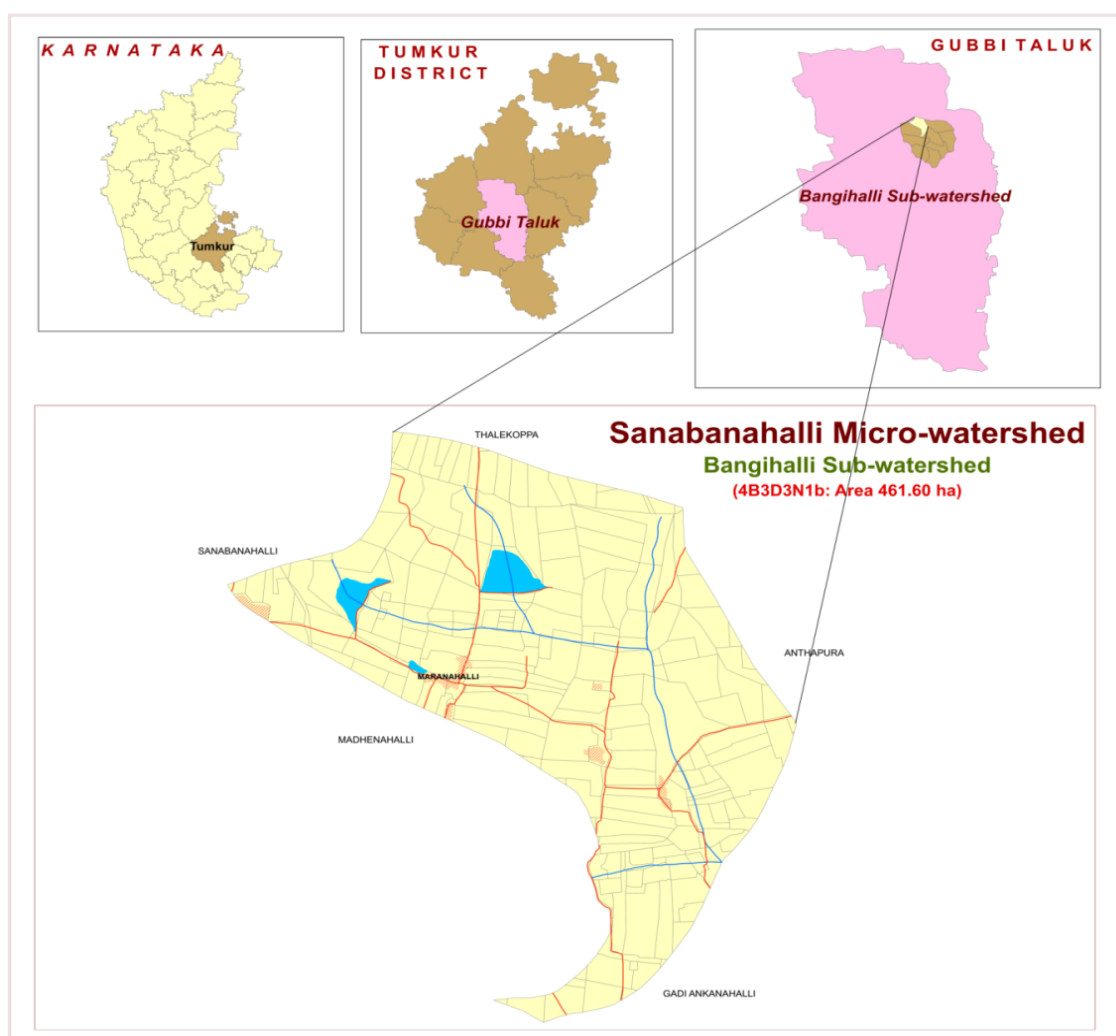 KARNATAKA
Tumkur
TUMKUR
DISTRICT
Gubbi Taluk
GUBBI TALUK
Bangihalli Sub-watershed
Sanabanahalli Micro-watershed
Bangihalli Sub-watershed
(4B3D3N1b: Area 461.60 ha)
THALEKOPPA
SANABANAHALLI
ANTHAPURA
MARANAHALLI
MADHENAHALLI
GADI ANKANAHALLI